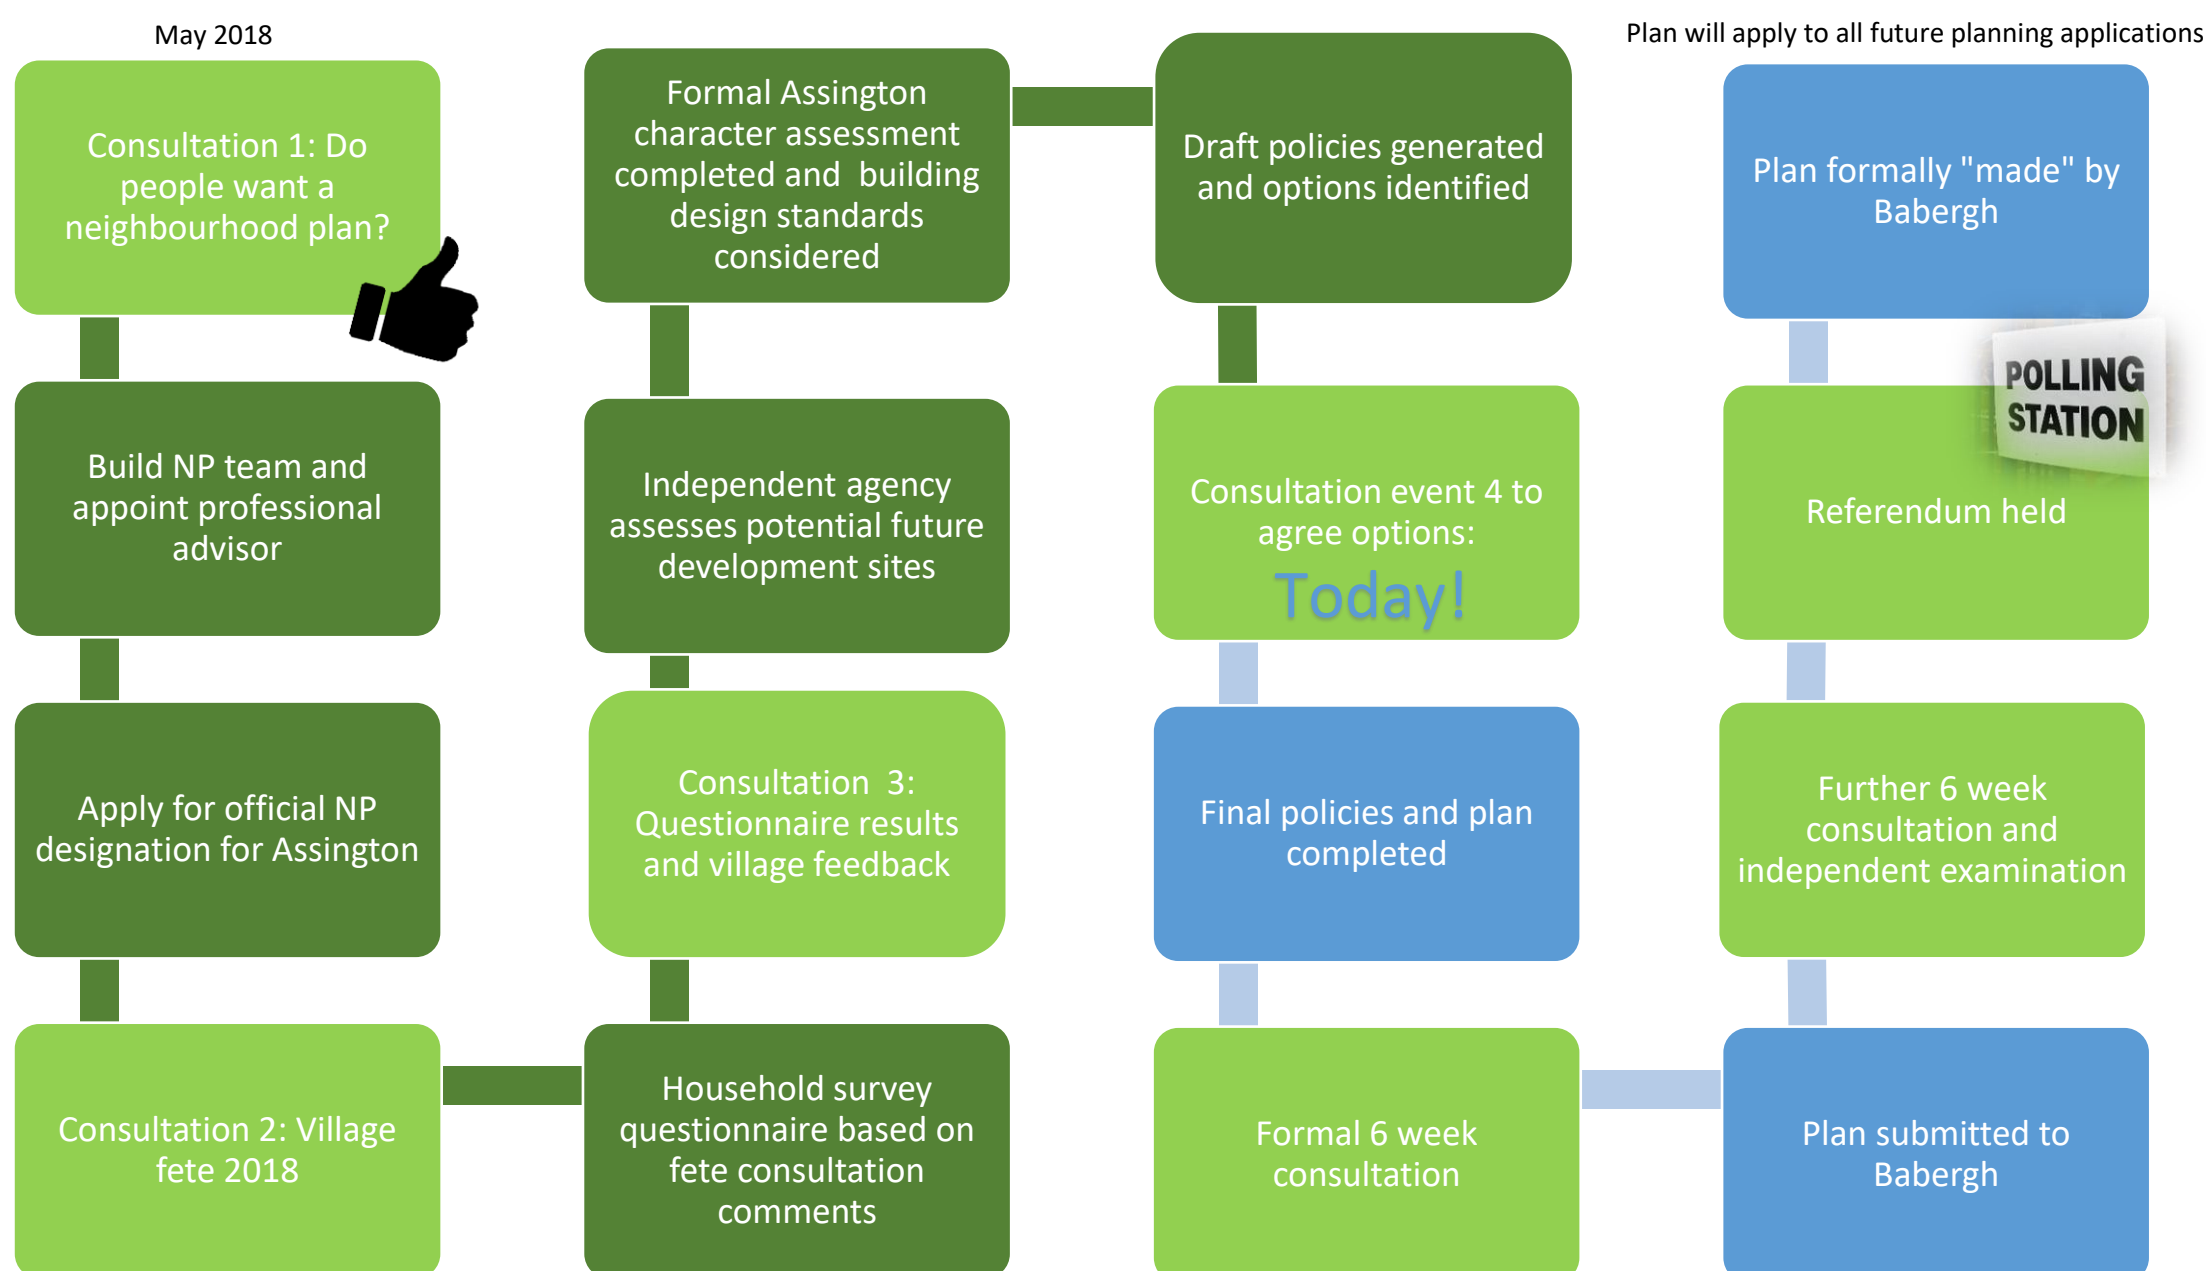 May 2018
Consultation 1: Do
people want a
neighbourhood plan?
Build NP team and
appoint professional
advisor
Apply for official NP
designation for Assington
Consultation 2: Village
fete 2018
Household survey
questionnaire based on
fete consultation
comments
Consultation  3:
Questionnaire results
and village feedback
Independent agency
assesses potential future
development sites
Formal Assington
character assessment
completed and  building
design standards
considered
Draft policies generated
and options identified
Consultation event 4 to
agree options:
Today!
Final policies and plan
completed
Formal 6 week
consultation
Plan submitted to
Babergh
Further 6 week
consultation and
independent examination
Referendum held
POLLING
STATION
Plan formally "made" by
Babergh
Plan will apply to all future planning applications